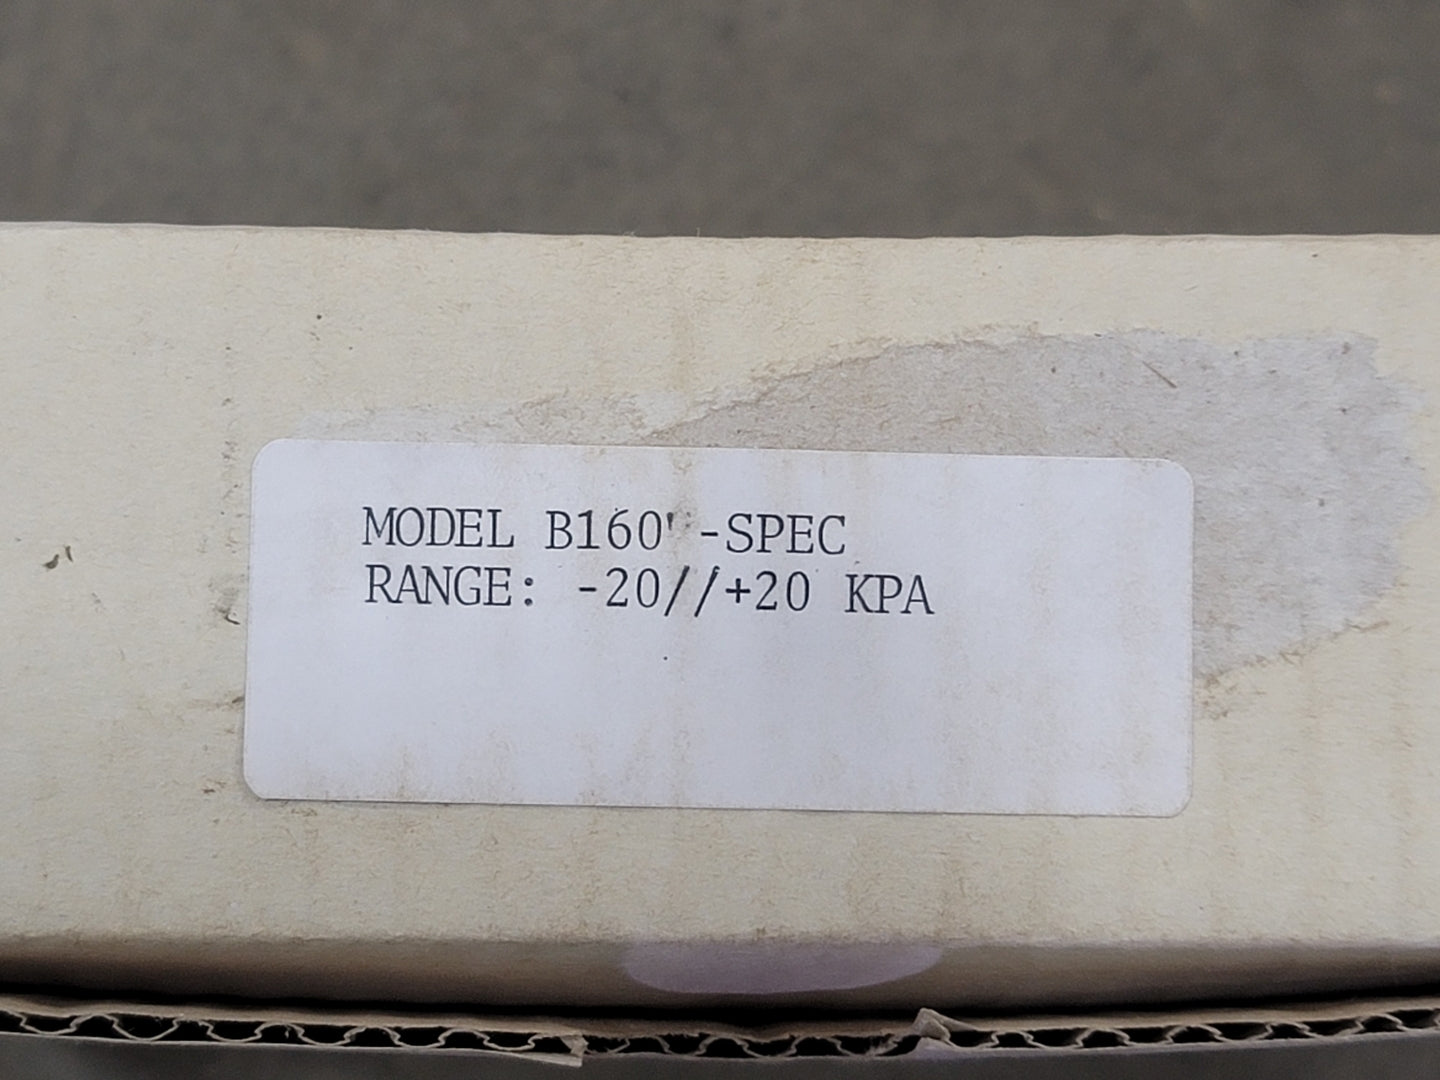 MODEL B160' -SPEC
RANGE: -20//+20 KPA